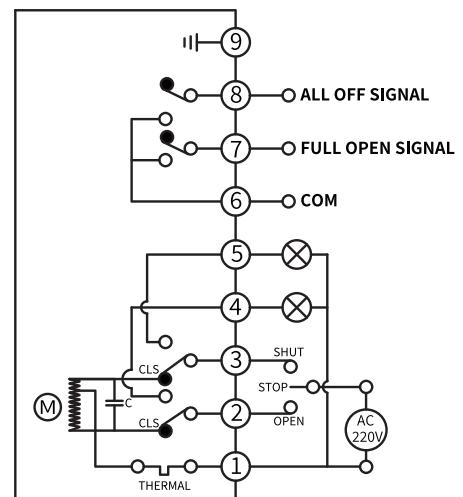 9
8 ALL OFF SIGNAL
7 FULL OPEN SIGNAL
6 COM
5
4
SHUT
3
CLS
STOP
C
M
CLS
2
OPEN
AC
220V
1
THERMAL